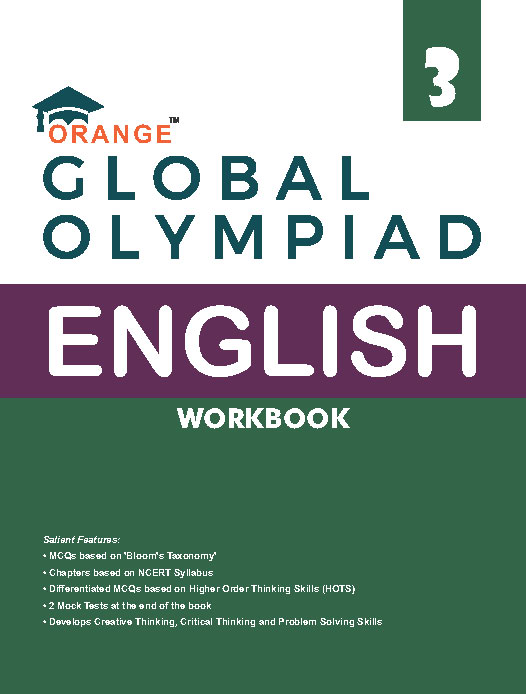 3
ORANGE™
GLOBAL
OLYMPIAD
ENGLISH
WORKBOOK
Salient Features:
• MCQs based on 'Bloom's Taxonomy'
• Chapters based on NCERT Syllabus
• Differentiated MCQs based on Higher Order Thinking Skills (HOTS)
• 2 Mock Tests at the end of the book
• Develops Creative Thinking, Critical Thinking and Problem Solving Skills